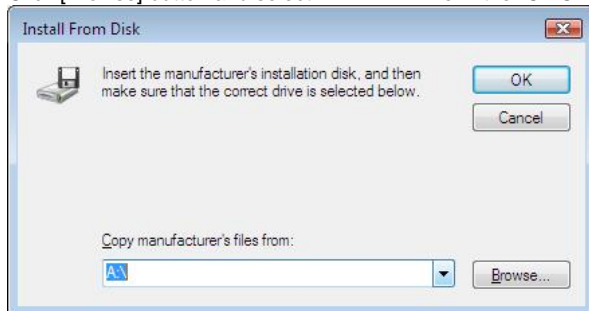 Install From Disk
Insert the manufacturer's installation disk, and then
make sure that the correct drive is selected below.
OK
Cancel
Copy manufacturer's files from:
A:\
Browse...